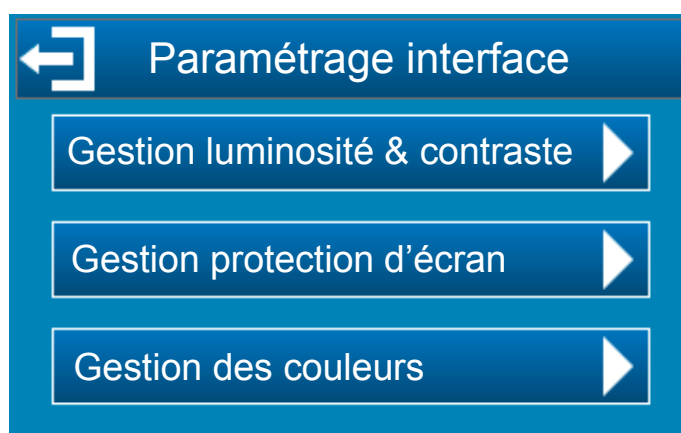 Paramétrage interface
Gestion luminosité & contraste
Gestion protection d’écran
Gestion des couleurs